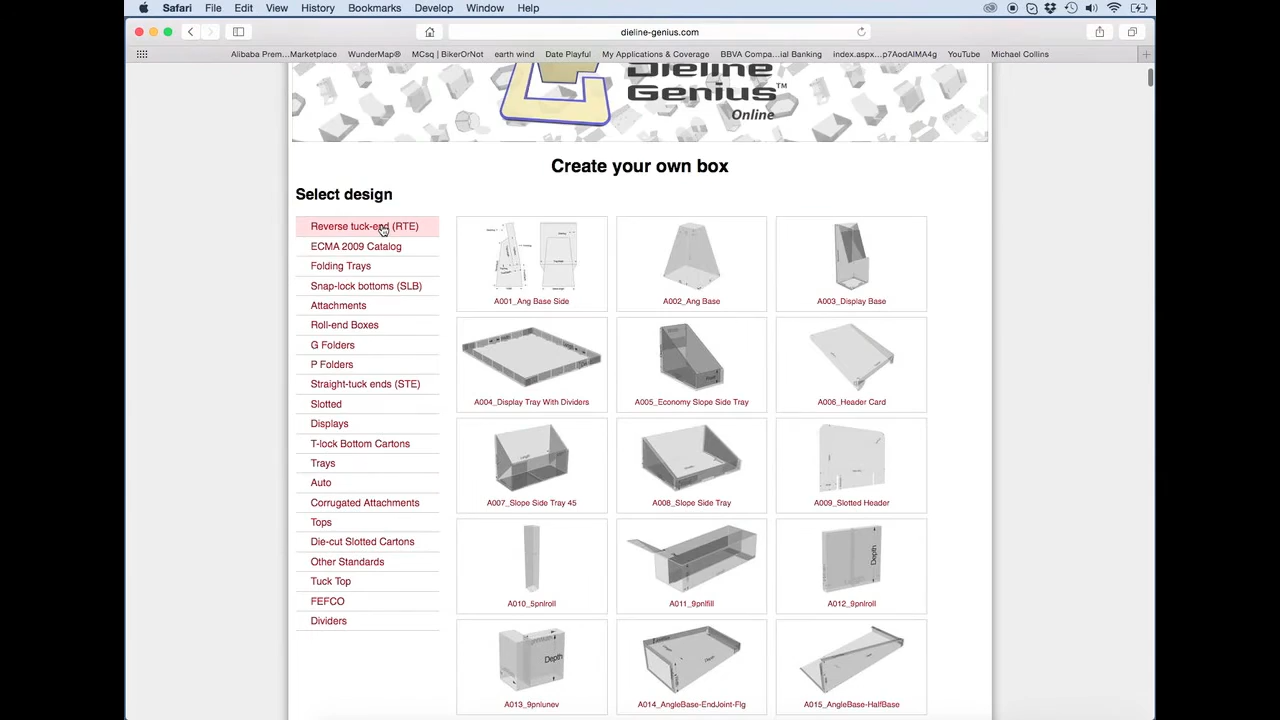 Safari File Edit View History Bookmarks Develop Window Help
dieline-genius.com
Alibaba Prem...Marketplace WunderMap® MCsq | BikerOrNot earth wind Date Playful My Applications & Coverage BBVA Compa...ial Banking index.aspx...p7AodAIMA4g YouTube Michael Collins
Dieline
Genius™
Online
Create your own box
Select design
Reverse tuck-end (RTE)
ECMA 2009 Catalog
Folding Trays
Snap-lock bottoms (SLB)
Attachments
Roll-end Boxes
G Folders
P Folders
Straight-tuck ends (STE)
Slotted
Displays
T-lock Bottom Cartons
Trays
Auto
Corrugated Attachments
Tops
Die-cut Slotted Cartons
Other Standards
Tuck Top
FEFCO
Dividers
A001_Ang Base Side
A002_Ang Base
A003_Display Base
A004_Display Tray With Dividers
A005_Economy Slope Side Tray
A006_Header Card
A007_Slope Side Tray 45
A008_Slope Side Tray
A009_Slotted Header
A010_5pnlroll
A011_9pnlfill
Depth
A012_9pnlroll
Depth
A013_9pnlunev
A014_AngleBase-EndJoint-Flg
A015_AngleBase-HalfBase